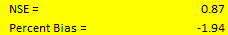 NSE = 0.87
Percent Bias = -1.94